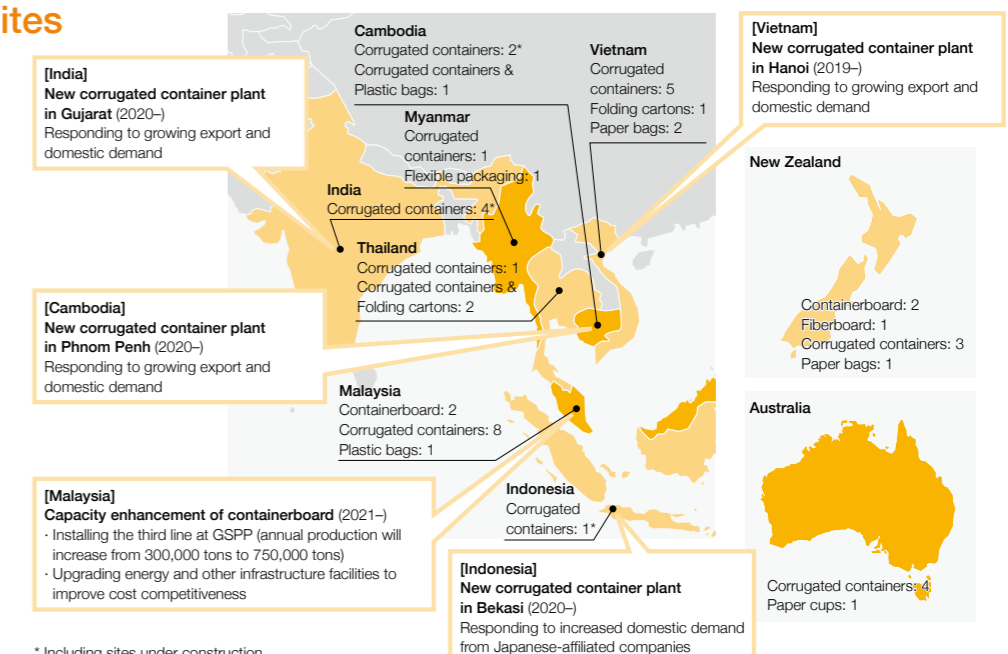 ites
[India]
New corrugated container plant
in Gujarat (2020–)
Responding to growing export and
domestic demand
Cambodia
Corrugated containers: 2*
Corrugated containers &
Plastic bags: 1
Vietnam
Corrugated
containers: 5
Folding cartons: 1
Paper bags: 2
[Vietnam]
New corrugated container plant
in Hanoi (2019–)
Responding to growing export and
domestic demand
Myanmar
Corrugated
containers: 1
Flexible packaging: 1
India
Corrugated containers: 4*
Thailand
Corrugated containers: 1
Corrugated containers &
Folding cartons: 2
New Zealand
Containerboard: 2
Fiberboard: 1
Corrugated containers: 3
Paper bags: 1
[Cambodia]
New corrugated container plant
in Phnom Penh (2020–)
Responding to growing export and
domestic demand
Malaysia
Containerboard: 2
Corrugated containers: 8
Plastic bags: 1
Australia
Corrugated containers: 4
Paper cups: 1
[Malaysia]
Capacity enhancement of containerboard (2021–)
· Installing the third line at GSPP (annual production will
increase from 300,000 tons to 750,000 tons)
· Upgrading energy and other infrastructure facilities to
improve cost competitiveness
Indonesia
Corrugated
containers: 1*
[Indonesia]
New corrugated container plant
in Bekasi (2020–)
Responding to increased domestic demand
from Japanese-affiliated companies
* Including sites under construction